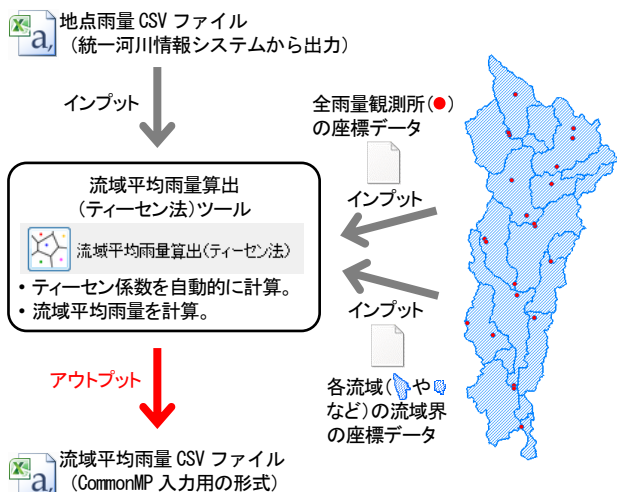 地点雨量 CSV ファイル
(統一河川情報システムから出力)
インプット
全雨量観測所(●)
の座標データ
インプット
流域平均雨量算出
(ティーセン法)ツール
流域平均雨量算出(ティーセン法)
・ティーセン係数を自動的に計算。
・流域平均雨量を計算。
インプット
各流域(や
など)の流域界
の座標データ
アウトプット
流域平均雨量 CSV ファイル
(CommonMP 入力用の形式)